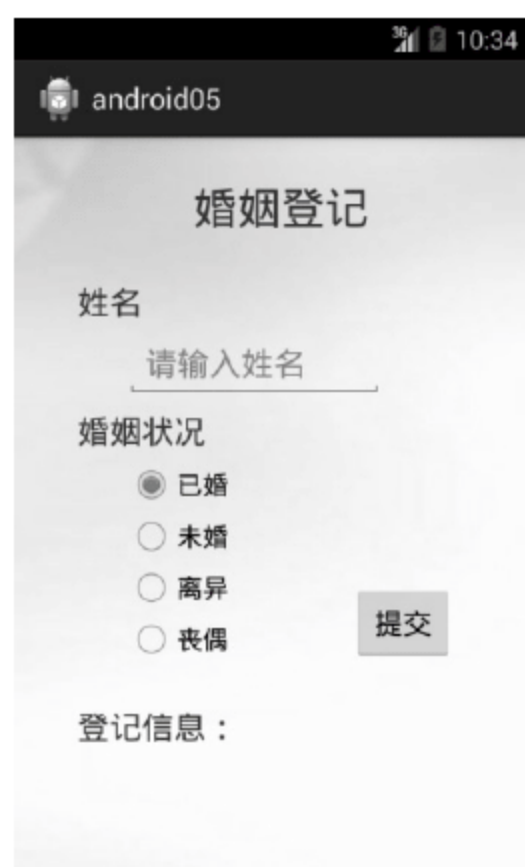 3G 10:34
android05
婚姻登记
姓名
请输入姓名
婚姻状况
已婚
未婚
离异
丧偶
提交
登记信息：